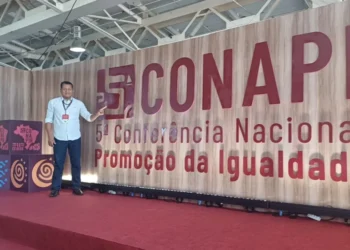 5ª CONAPI
5ª Conferência Naciona
Promoção da Igualdad